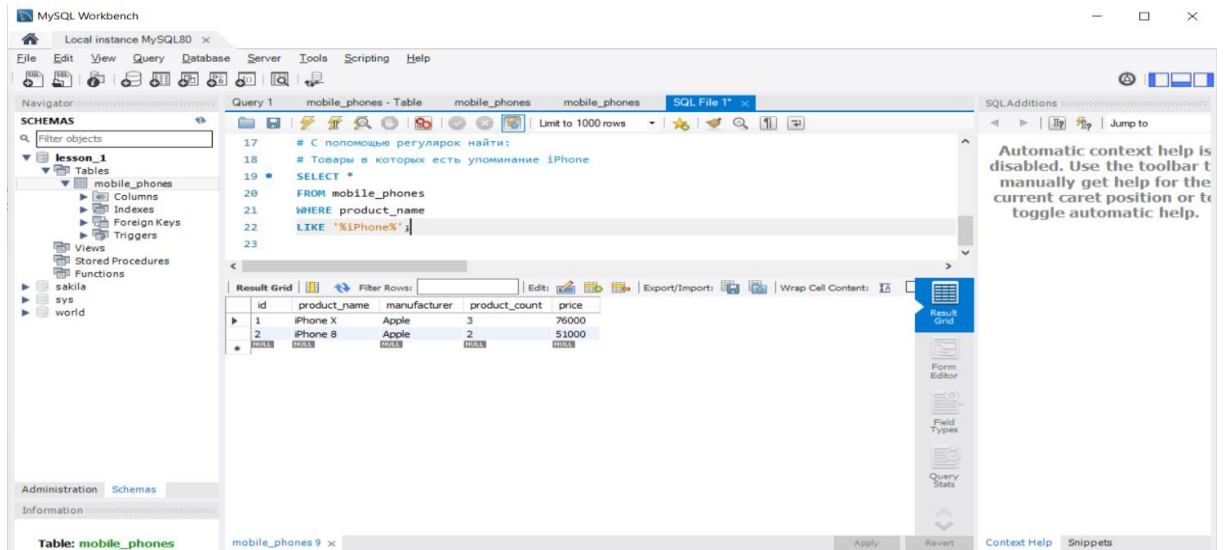 MySQL Workbench
Local instance MySQL80
File Edit View Query Database Server Tools Scripting Help
Navigator
SCHEMAS
Filter objects
lesson_1
Tables
mobile_phones
Columns
Indexes
Foreign Keys
Triggers
Views
Stored Procedures
Functions
sakila
sys
world
Administration Schemas
Information
Table: mobile_phones
Query 1 mobile_phones - Table mobile_phones mobile_phones SQL File 1*
Limit to 1000 rows
17 # С попомощью регулярок найти:
18 # Товары в которых есть упоминание iPhone
19 SELECT *
20 FROM mobile_phones
21 WHERE product_name
22 LIKE '%iPhone%';
23
Result Grid Filter Rows: Edit: Export/Import: Wrap Cell Content:
id product_name manufacturer product_count price
1 iPhone X Apple 3 76000
2 iPhone 8 Apple 2 51000
NULL NULL NULL NULL NULL
Result
Grid
Form
Editor
Field
Types
Query
Stats
mobile_phones 9 Apply Revert
SQLAdditions
Jump to
Automatic context help is
disabled. Use the toolbar t
manually get help for the
current caret position or to
toggle automatic help.
Context Help Snippets